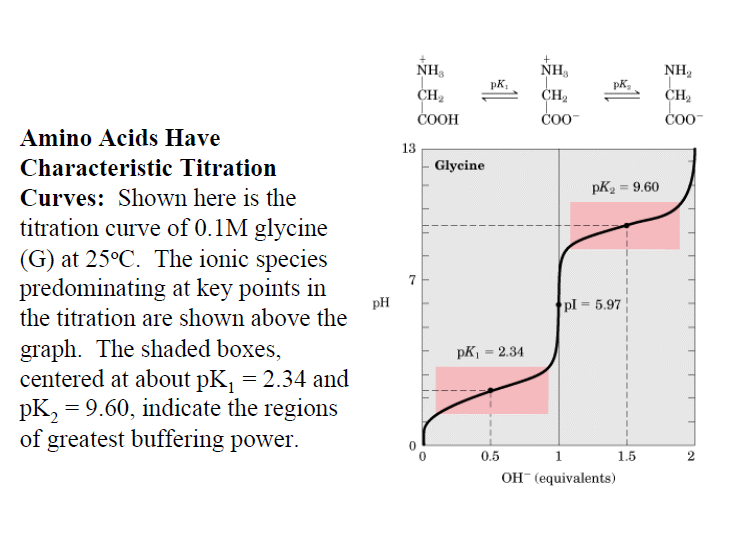 Amino Acids Have
Characteristic Titration
Curves: Shown here is the
titration curve of 0.1M glycine
(G) at 25°C. The ionic species
predominating at key points in
the titration are shown above the
graph. The shaded boxes,
centered at about pK₁ = 2.34 and
pK₂ = 9.60, indicate the regions
of greatest buffering power.
+ + 
NH₃ NH₃ NH₂
pK₁ pK₂
CH₂ CH₂ CH₂
COOH COO⁻ COO⁻
13
Glycine
pK₂ = 9.60
7
pH
pI = 5.97
pK₁ = 2.34
0
0 0.5 1 1.5 2
OH⁻ (equivalents)